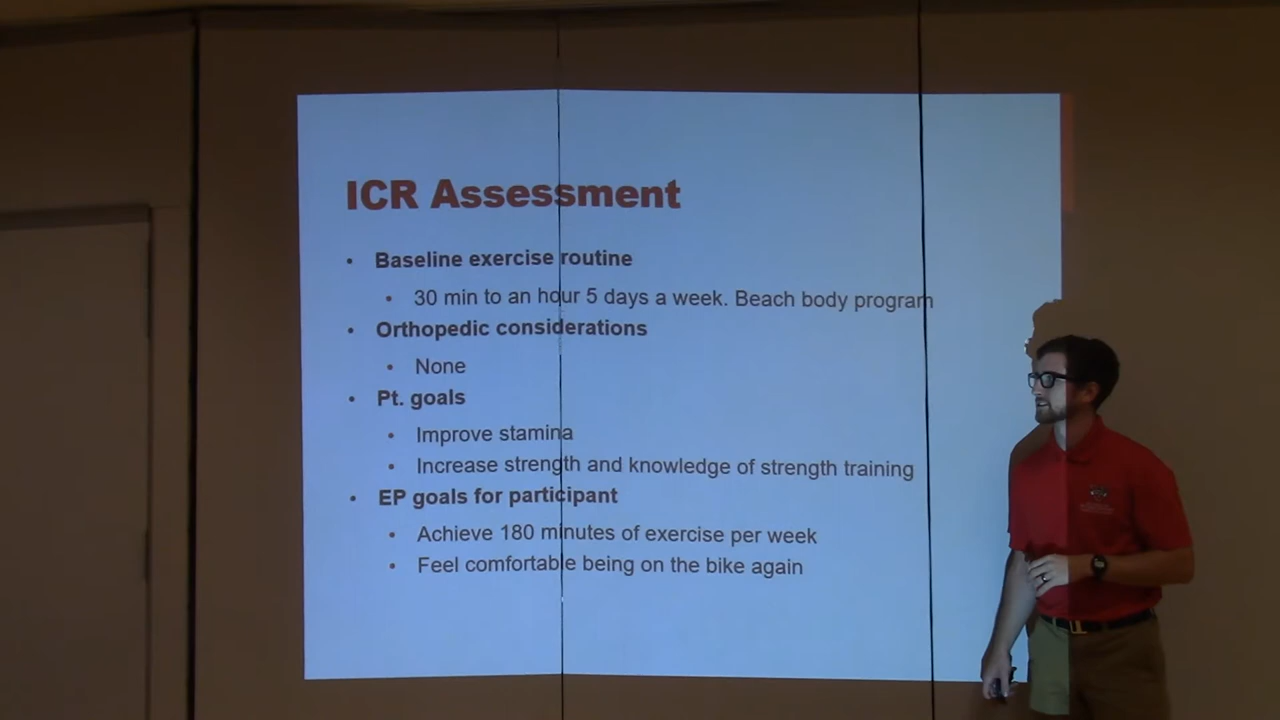 ICR Assessment
• Baseline exercise routine
• 30 min to an hour 5 days a week. Beach body program
• Orthopedic considerations
• None
• Pt. goals
• Improve stamina
• Increase strength and knowledge of strength training
• EP goals for participant
• Achieve 180 minutes of exercise per week
• Feel comfortable being on the bike again